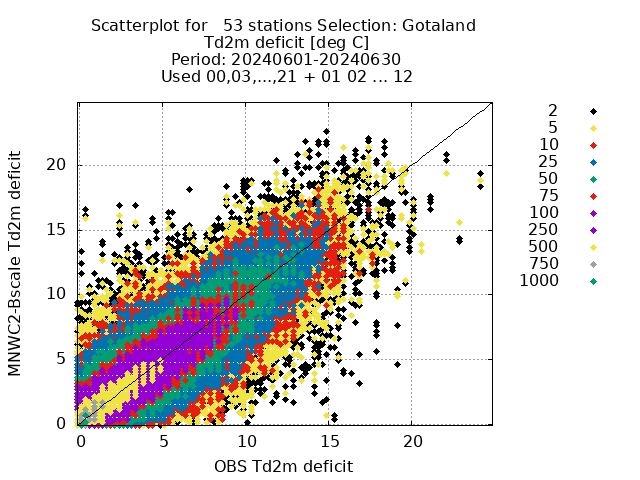 Scatterplot for   53 stations Selection: Gotaland
Td2m deficit [deg C]
Period: 20240601-20240630
Used 00,03,...,21 + 01 02 ... 12
MNWC2-Bscale Td2m deficit
20
15
10
5
0
0 5 10 15 20
OBS Td2m deficit
2
5
10
25
50
75
100
250
500
750
1000